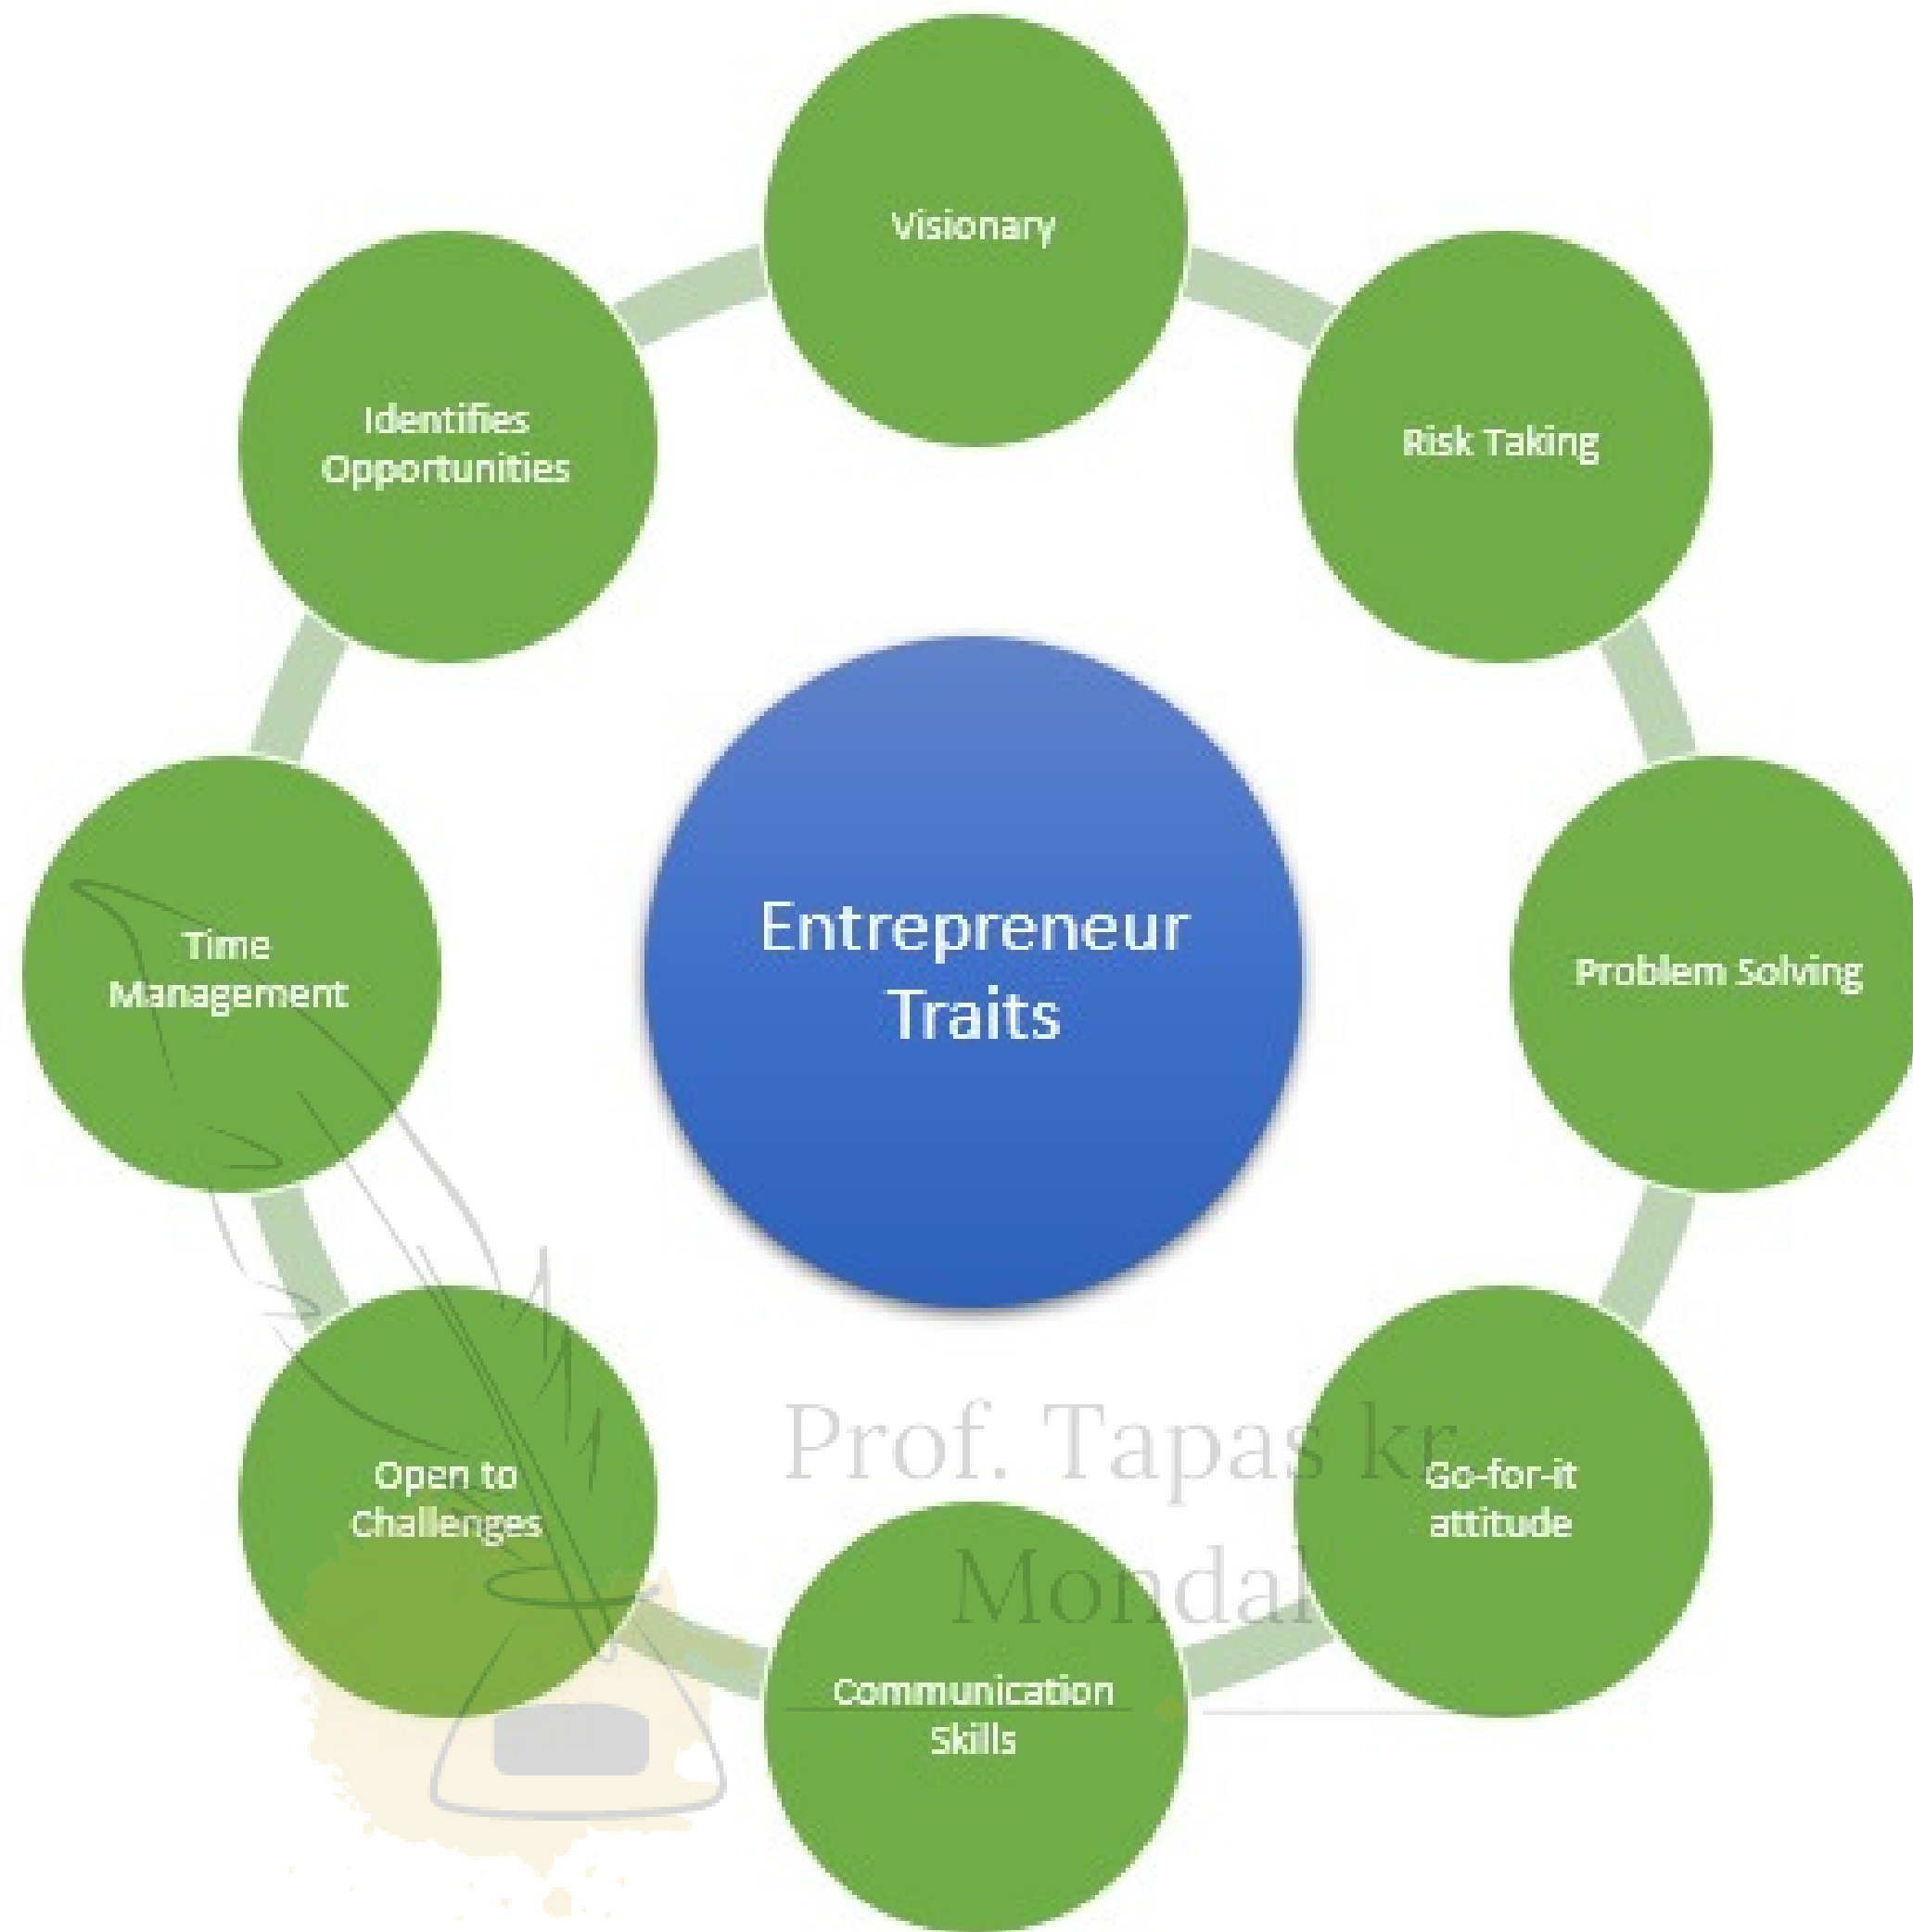 Visionary
Risk Taking
Problem Solving
Go-for-it
attitude
Communication
Skills
Open to
Challenges
Time
Management
Identifies
Opportunities
Entrepreneur
Traits
Prof. Tapas kr.
Mondal